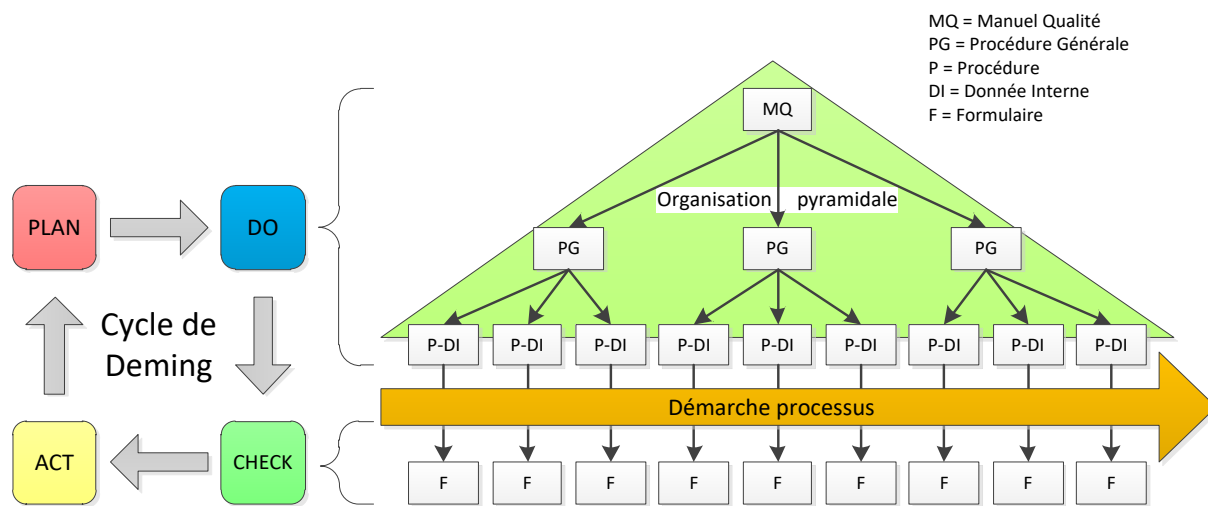 MQ = Manuel Qualité
PG = Procédure Générale
P = Procédure
DI = Donnée Interne
F = Formulaire
MQ
Organisation pyramidale
PLAN
DO
PG
PG
PG
Cycle de
Deming
P-DI
P-DI
P-DI
P-DI
P-DI
P-DI
P-DI
P-DI
P-DI
Démarche processus
ACT
CHECK
F
F
F
F
F
F
F
F
F